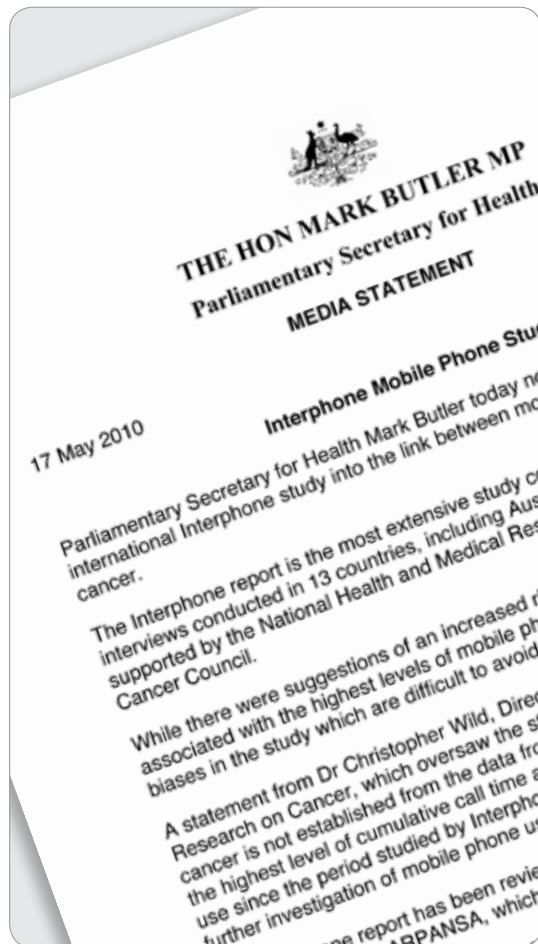 THE HON MARK BUTLER MP
Parliamentary Secretary for Health
MEDIA STATEMENT
Interphone Mobile Phone
17 May 2010
Parliamentary Secretary for Health Mark Butler today
international Interphone study into the link between
cancer.
The Interphone report is the most extensive study
interviews conducted in 13 countries, including
supported by the National Health and Medical
Cancer Council.
While there were suggestions of an increased
associated with the highest levels of mobile
biases in the study which are difficult to avoid
A statement from Dr Christopher Wild,
Research on Cancer, which oversaw the
cancer is not established from the data
the highest level of cumulative call time
use since the period studied by
further investigation of mobile phone
report has been
ARPANSA, which